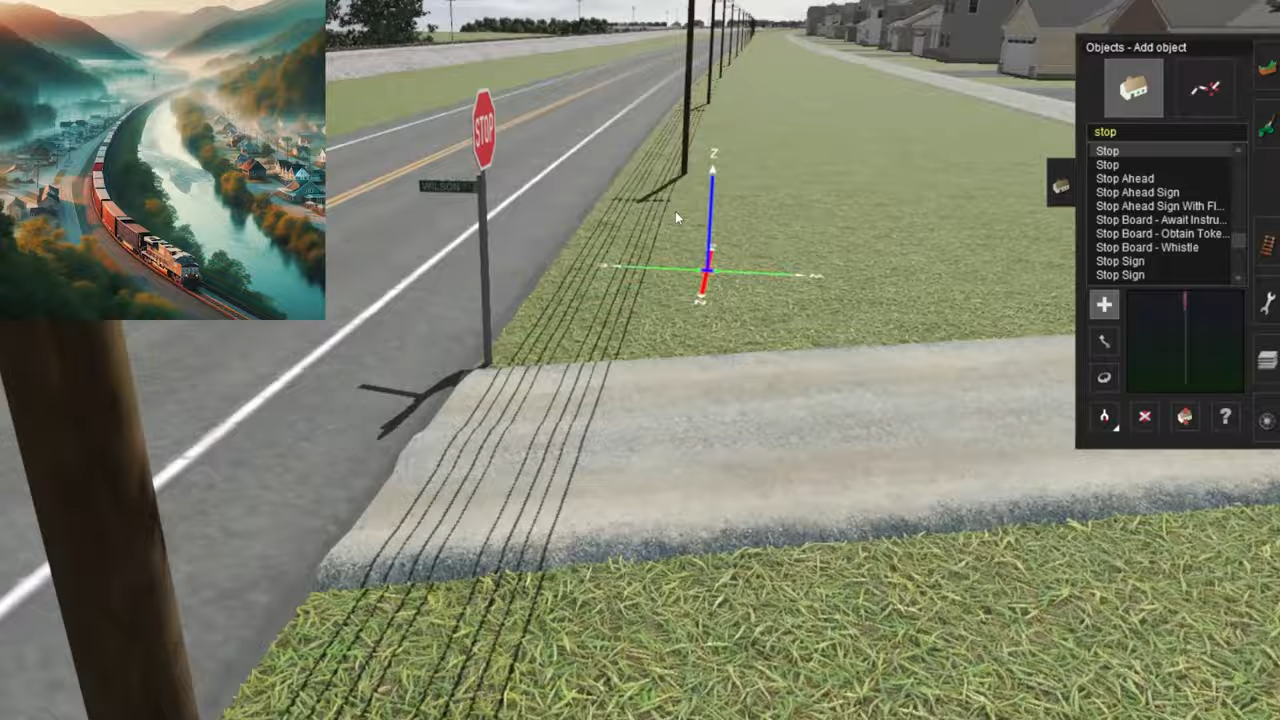 STOP
WILSON
Z
Objects - Add object
stop
Stop
Stop
Stop Ahead
Stop Ahead Sign
Stop Ahead Sign With Fl...
Stop Board - Await Instru...
Stop Board - Obtain Toke...
Stop Board - Whistle
Stop Sign
Stop Sign
?